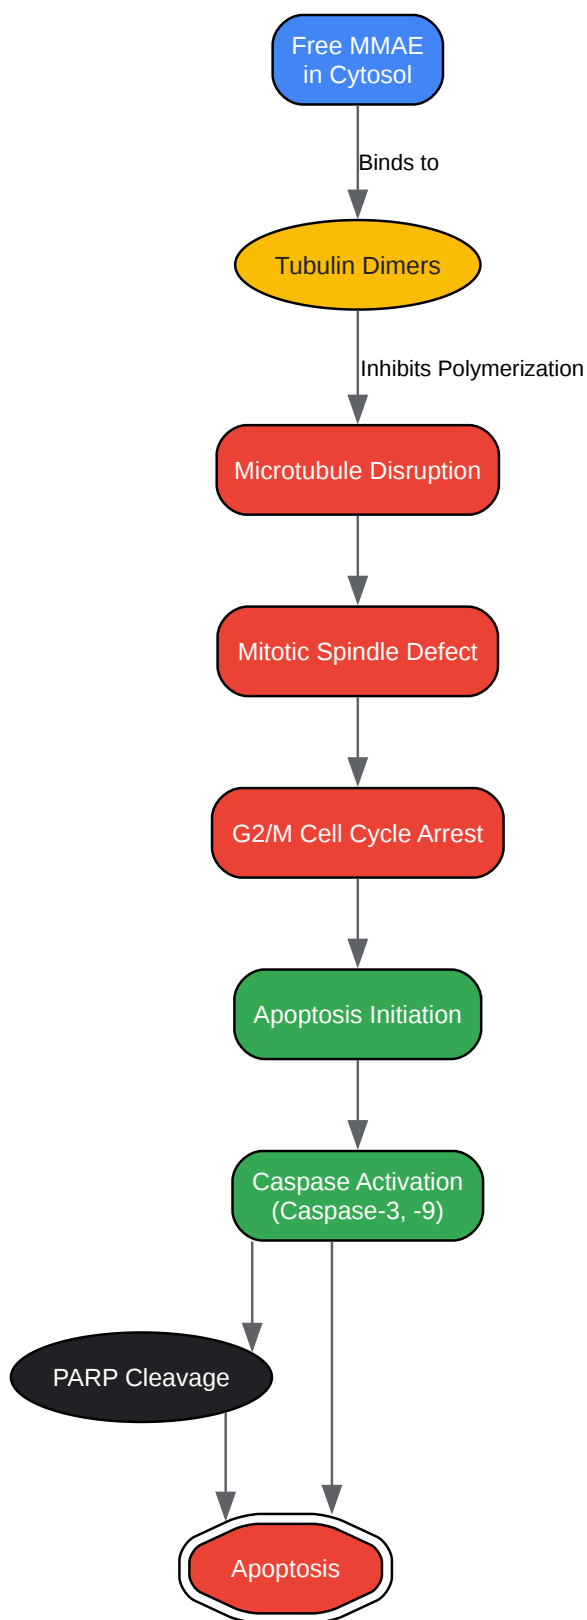 Free MMAE
in Cytosol
Binds to
Tubulin Dimers
Inhibits Polymerization
Microtubule Disruption
Mitotic Spindle Defect
G2/M Cell Cycle Arrest
Apoptosis Initiation
Caspase Activation
(Caspase-3, -9)
PARP Cleavage
Apoptosis